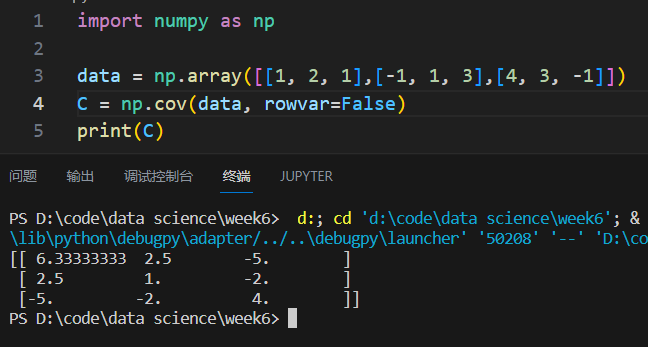 1 import numpy as np
2
3 data = np.array([[1, 2, 1],[-1, 1, 3],[4, 3, -1]])
4 C = np.cov(data, rowvar=False)
5 print(C)
问题 输出 调试控制台 终端 JUPYTER
PS D:\code\data science\week6>  d:; cd 'd:\code\data science\week6'; &
\lib\python\debugpy\adapter/../..\debugpy\launcher' '50208' '--' 'D:\co
[[ 6.33333333  2.5        -5.        ]
 [ 2.5         1.         -2.        ]
 [-5.         -2.          4.        ]]
PS D:\code\data science\week6>